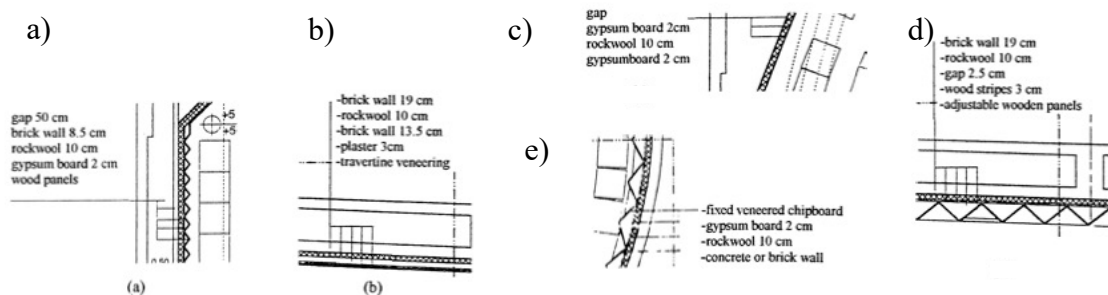 a)
gap 50 cm
brick wall 8.5 cm
rockwool 10 cm
gypsum board 2 cm
wood panels
+5
+5
0.50
(a)
b)
-brick wall 19 cm
-rockwool 10 cm
-brick wall 13.5 cm
-plaster 3cm
-travertine veneering
(b)
c)
gap
gypsum board 2cm
rockwool 10 cm
gypsumboard 2 cm
d)
-brick wall 19 cm
-rockwool 10 cm
-gap 2.5 cm
-wood stripes 3 cm
-adjustable wooden panels
e)
-fixed veneered chipboard
-gypsum board 2 cm
-rockwool 10 cm
-concrete or brick wall